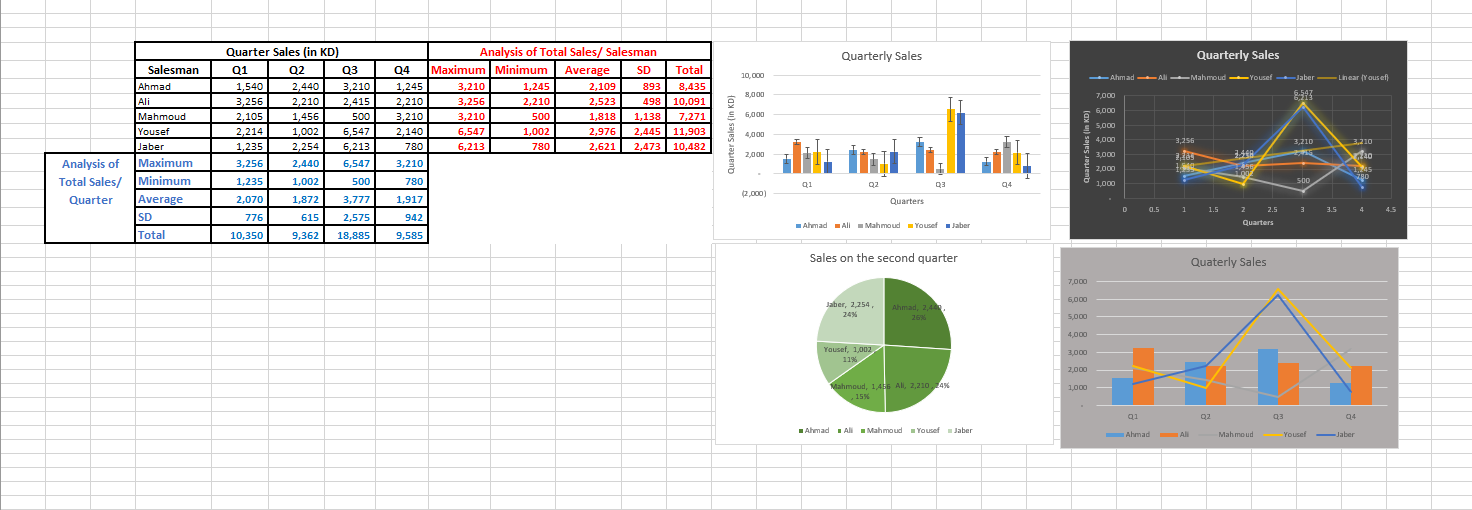 Quarter Sales (in KD) Analysis of Total Sales/ Salesman
Salesman Q1 Q2 Q3 Q4 Maximum Minimum Average SD Total
Ahmad 1,540 2,440 3,210 1,245 3,210 1,245 2,109 893 8,435
Ali 3,256 2,210 2,415 2,210 3,256 2,210 2,523 498 10,091
Mahmoud 2,105 1,456 500 3,210 3,210 500 1,818 1,138 7,271
Yousef 2,214 1,002 6,547 2,140 6,547 1,002 2,976 2,445 11,903
Jaber 1,235 2,254 6,213 780 6,213 780 2,621 2,473 10,482
Analysis of
Total Sales/
Quarter
Maximum 3,256 2,440 6,547 3,210
Minimum 1,235 1,002 500 780
Average 2,070 1,872 3,777 1,917
SD 776 615 2,575 942
Total 10,350 9,362 18,885 9,585
Quarterly Sales
Quarter Sales (in KD)
10,000
8,000
6,000
4,000
2,000
-
(2,000)
Q1 Q2 Q3 Q4
Quarters
Ahmad Ali Mahmoud Yousef Jaber
Quarterly Sales
Ahmad Ali Mahmoud Yousef Jaber Linear (Yousef)
Quarter Sales (in KD)
7,000
6,000
5,000
4,000
3,000
2,000
1,000
-
6,547
6,213
3,256
3,210
3,210
500
780
0 0.5 1 1.5 2 2.5 3 3.5 4 4.5
Quarters
Sales on the second quarter
Jaber, 2,254 ,
24%
Ahmad, 2,440 ,
26%
Yousef, 1,002
11%
Mahmoud, 1,456
, 15%
Ali, 2,210 , 24%
Ahmad Ali Mahmoud Yousef Jaber
Quaterly Sales
7,000
6,000
5,000
4,000
3,000
2,000
1,000
-
Q1 Q2 Q3 Q4
Ahmad Ali Mahmoud Yousef Jaber